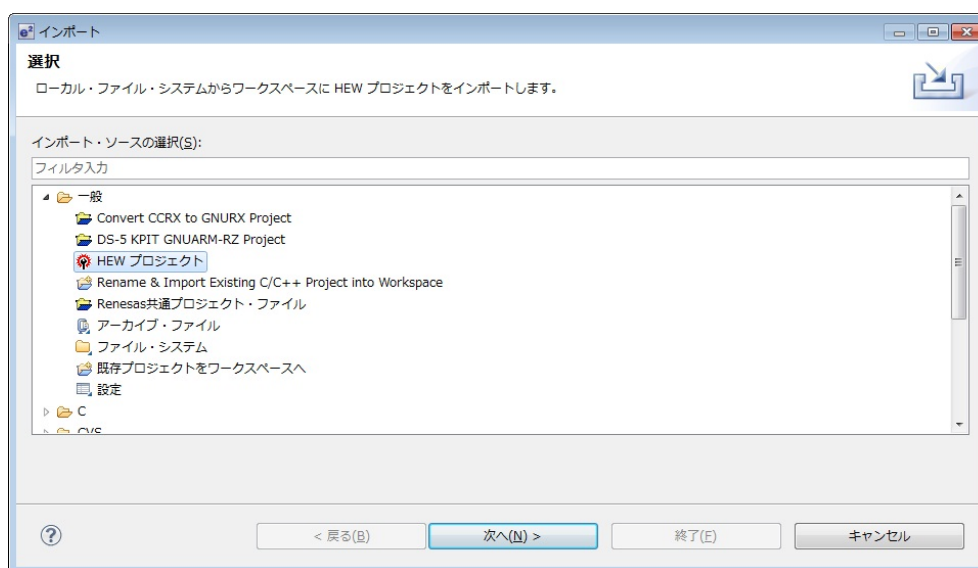 e² インポート
選択
ローカル・ファイル・システムからワークスペースに HEW プロジェクトをインポートします。
インポート・ソースの選択(S):
フィルタ入力
一般
Convert CCRX to GNURX Project
DS-5 KPIT GNUARM-RZ Project
HEW プロジェクト
Rename & Import Existing C/C++ Project into Workspace
Renesas共通プロジェクト・ファイル
アーカイブ・ファイル
ファイル・システム
既存プロジェクトをワークスペースへ
設定
C
CVS
< 戻る(B) 次へ(N) > 終了(F) キャンセル